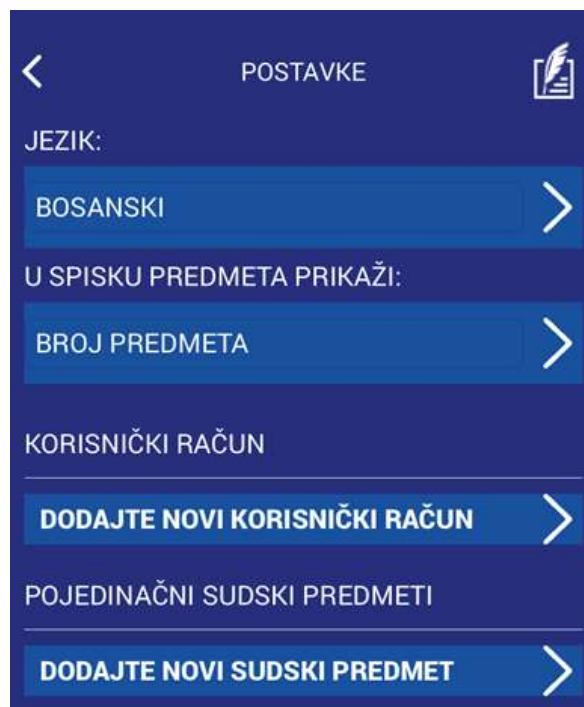 POSTAVKE
JEZIK:
BOSANSKI
U SPISKU PREDMETA PRIKAŽI:
BROJ PREDMETA
KORISNIČKI RAČUN
DODAJTE NOVI KORISNIČKI RAČUN
POJEDINAČNI SUDSKI PREDMETI
DODAJTE NOVI SUDSKI PREDMET